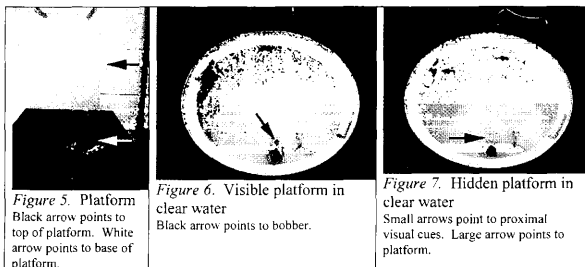 Figure 5. Platform
Black arrow points to
top of platform. White
arrow points to base of
platform.
Figure 6. Visible platform in
clear water
Black arrow points to bobber.
Figure 7. Hidden platform in
clear water
Small arrows point to proximal
visual cues. Large arrow points to
platform.